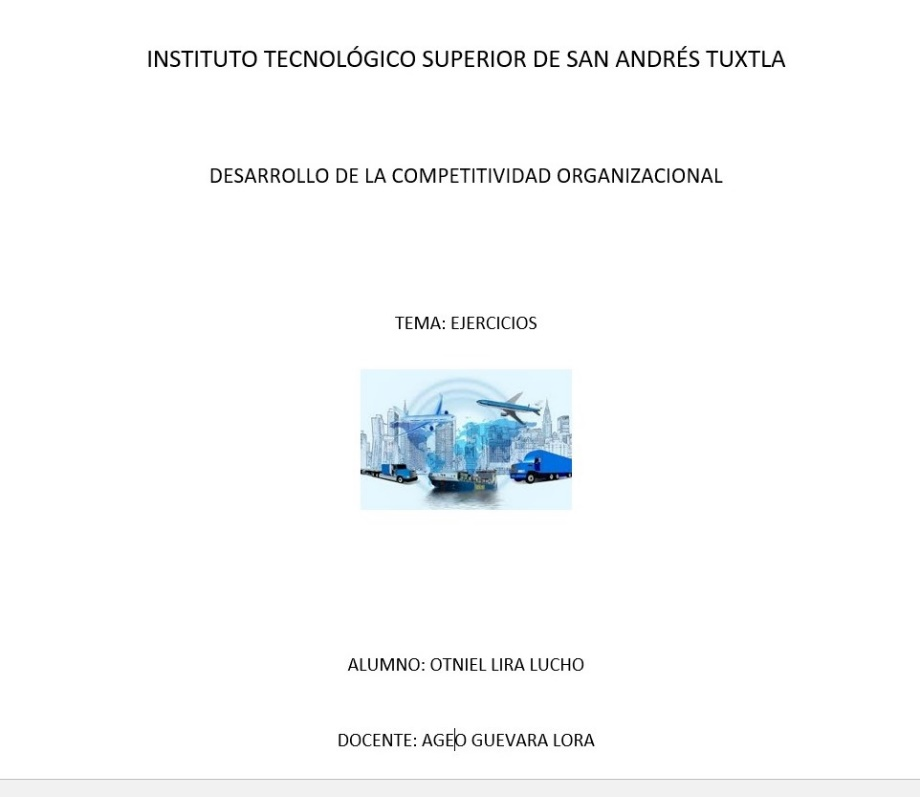 INSTITUTO TECNOLÓGICO SUPERIOR DE SAN ANDRÉS TUXTLA
DESARROLLO DE LA COMPETITIVIDAD ORGANIZACIONAL
TEMA: EJERCICIOS
ALUMNO: OTNIEL LIRA LUCHO
DOCENTE: AGEO GUEVARA LORA